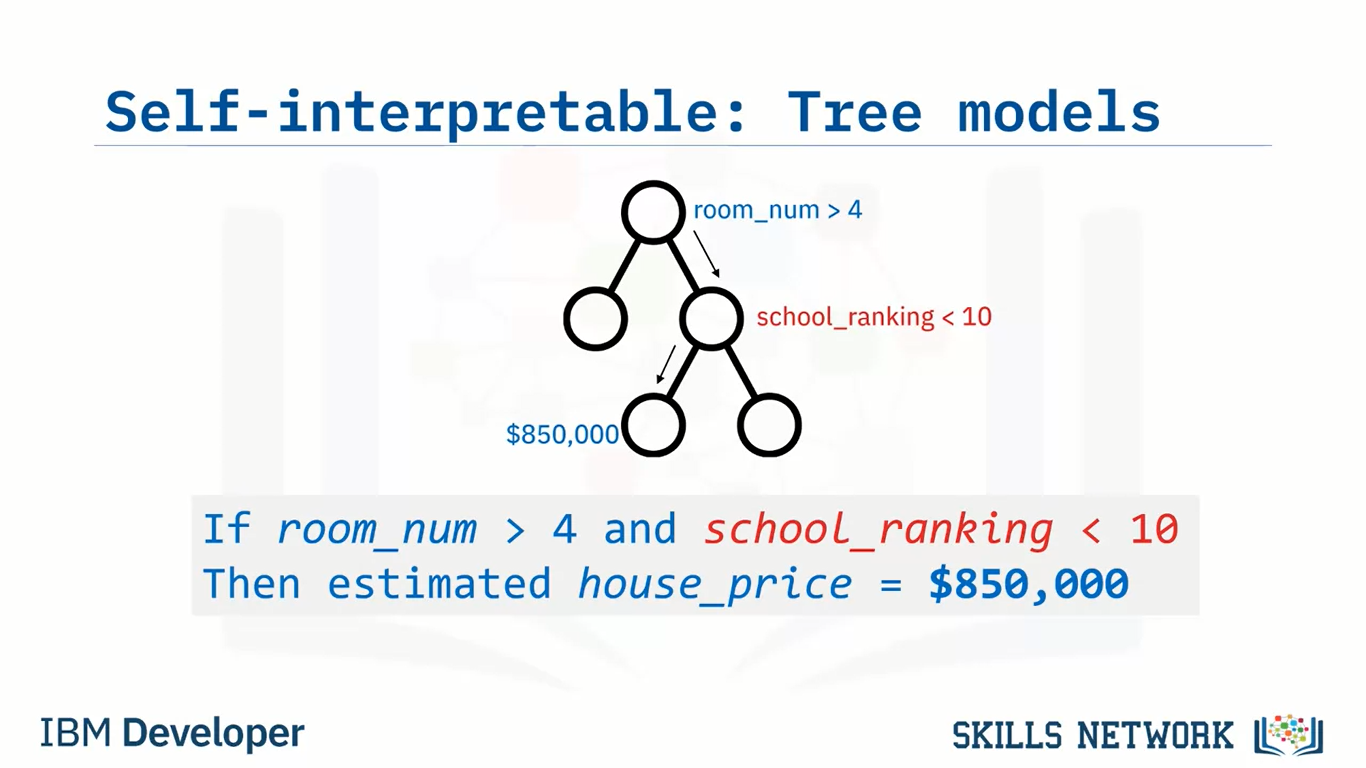 Self-interpretable: Tree models
room_num > 4
school_ranking < 10
$850,000
If room_num > 4 and school_ranking < 10
Then estimated house_price = $850,000
IBM Developer
SKILLS NETWORK